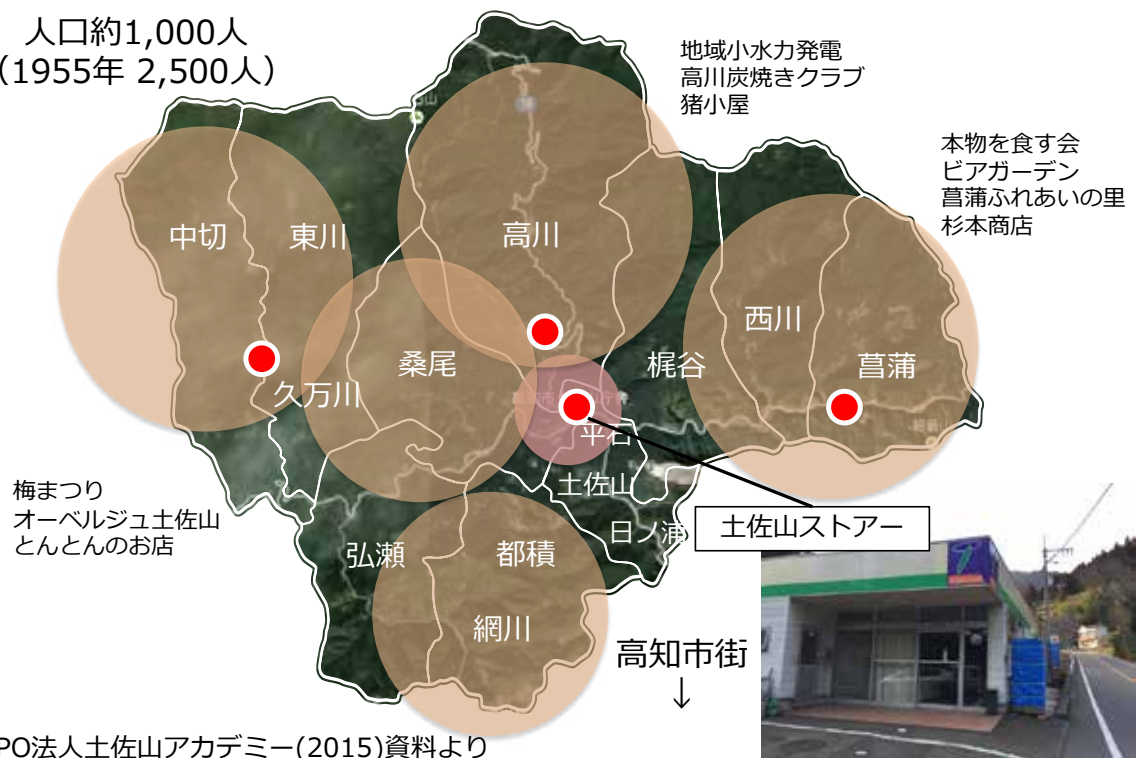 人口約1,000人
（1955年 2,500人）
地域小水力発電
高川炭焼きクラブ
猪小屋
本物を食す会
ビアガーデン
菖蒲ふれあいの里
杉本商店
中切
東川
高川
西川
桑尾
梶谷
菖蒲
久万川
平石
土佐山
日ノ浦
弘瀬
都積
網川
梅まつり
オーベルジュ土佐山
とんとんのお店
土佐山ストアー
高知市街
↓
PO法人土佐山アカデミー(2015)資料より